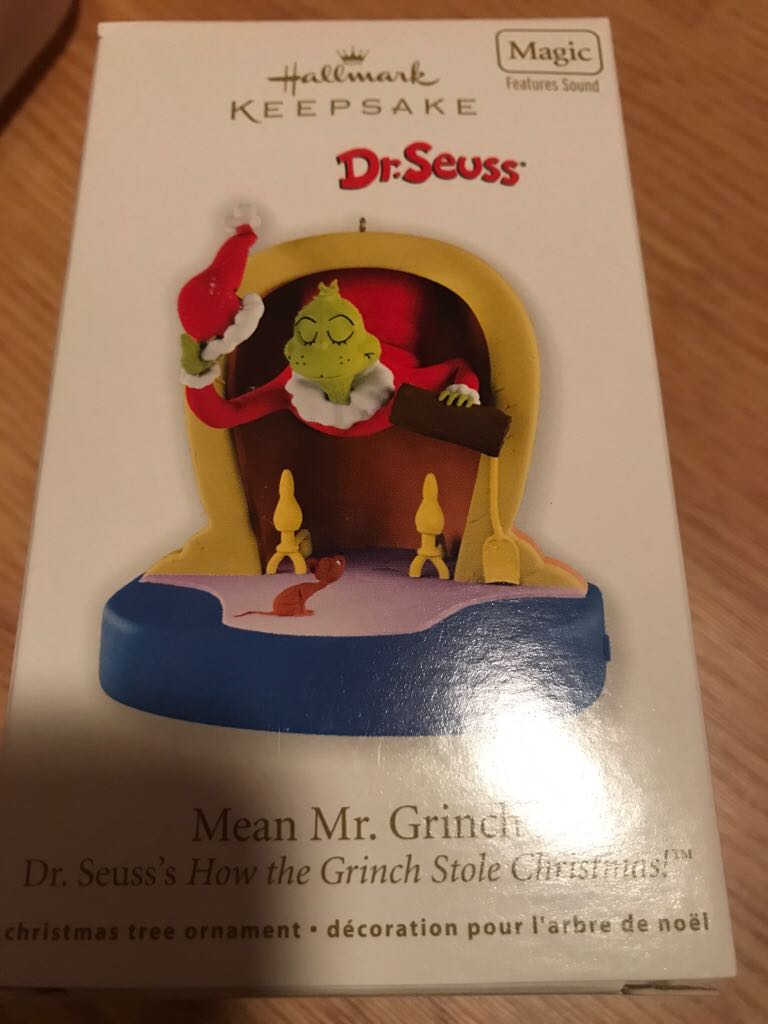 Hallmark
KEEPSAKE
Magic
Features Sound
Dr. Seuss
Mean Mr. Grinch
Dr. Seuss's How the Grinch Stole Christmas!™
christmas tree ornament • décoration pour l'arbre de noël